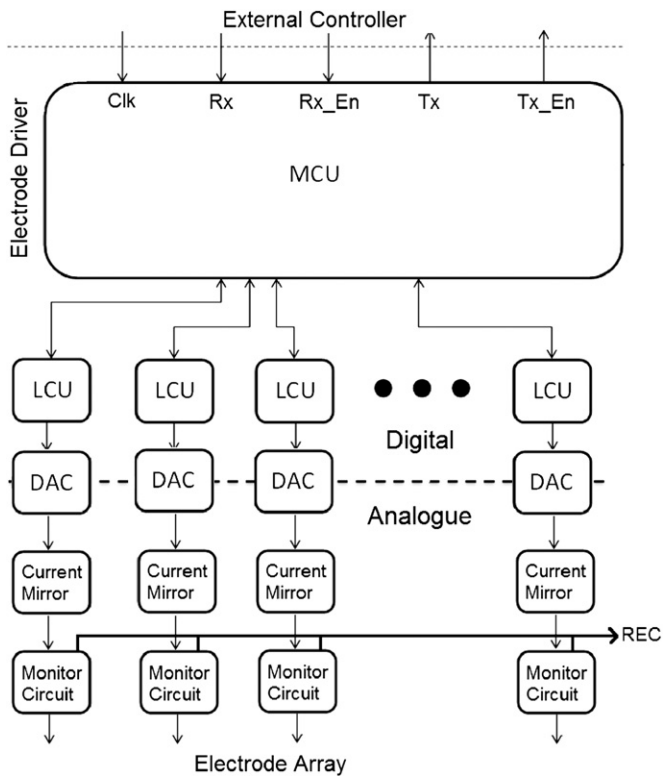 External Controller
Electrode Driver
Clk Rx Rx_En Tx Tx_En
MCU
LCU LCU LCU LCU
Digital
DAC DAC DAC DAC
Analogue
Current Current Current Current
Mirror Mirror Mirror Mirror
REC
Monitor Monitor Monitor Monitor
Circuit Circuit Circuit Circuit
Electrode Array